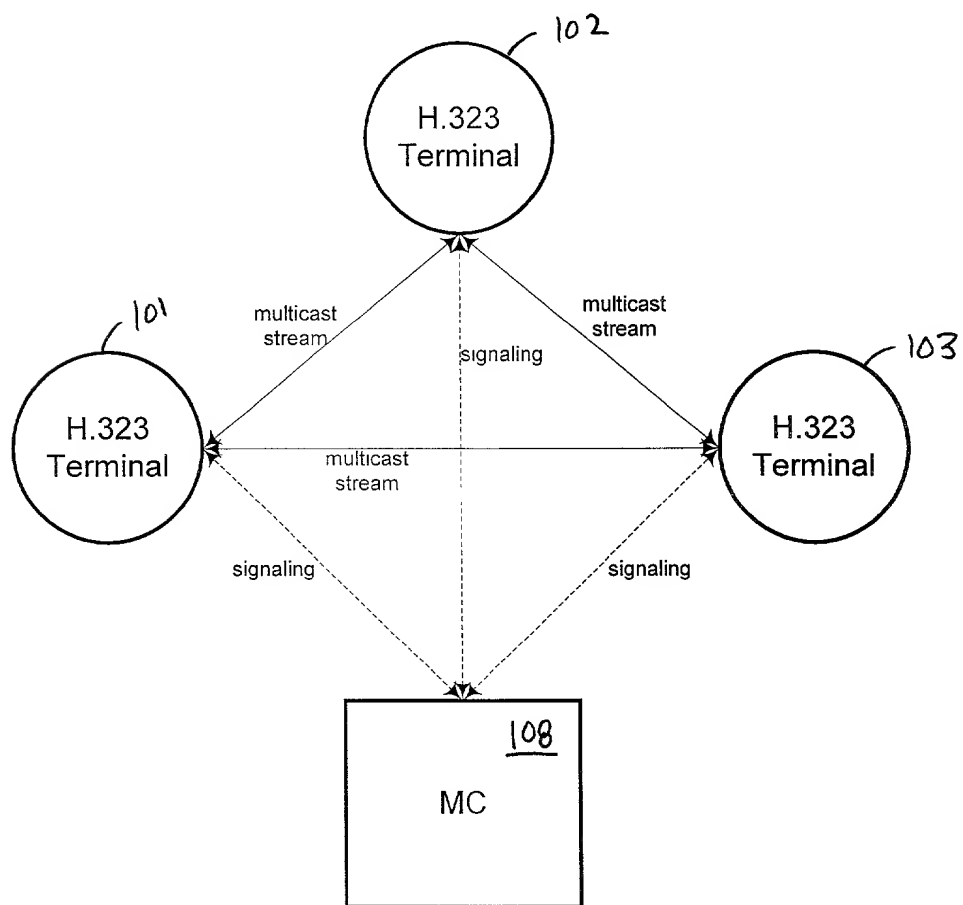 102
H.323
Terminal
multicast
stream
multicast
stream
101
signaling
103
H.323
Terminal
H.323
Terminal
multicast
stream
signaling
signaling
108
MC